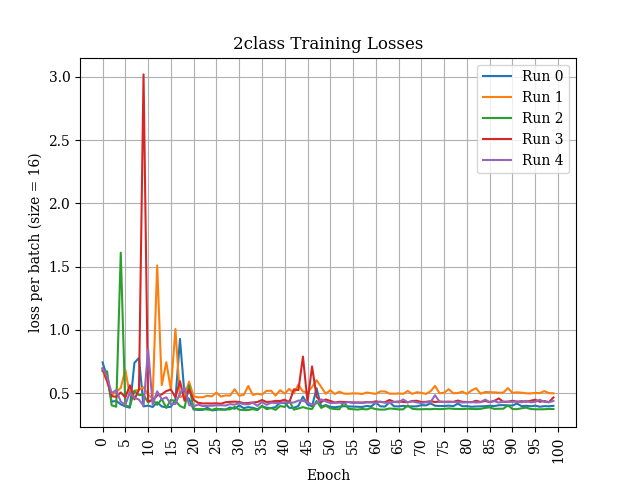 2class Training Losses
loss per batch (size = 16)
3.0
2.5
2.0
1.5
1.0
0.5
Run 0
Run 1
Run 2
Run 3
Run 4
0 5 10 15 20 25 30 35 40 45 50 55 60 65 70 75 80 85 90 95 100
Epoch